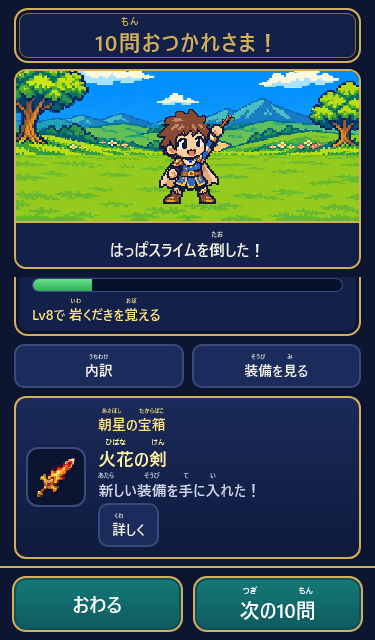 10問おつかれさま！
はっぱスライムを倒した！
Lv8で 岩くだきを覚える
内訳
装備を見る
朝星の宝箱
火花の剣
新しい装備を手に入れた！
詳しく
おわる
次の10問